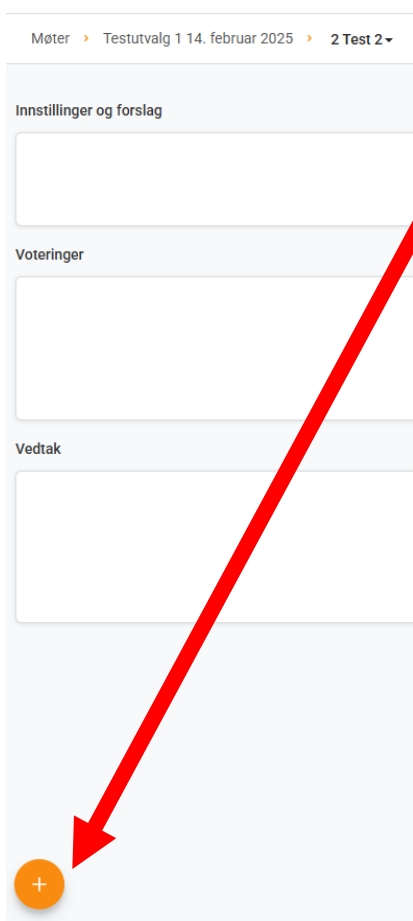 Møter › Testutvalg 1 14. februar 2025 › 2 Test 2
Innstillinger og forslag
Voteringer
Vedtak
+